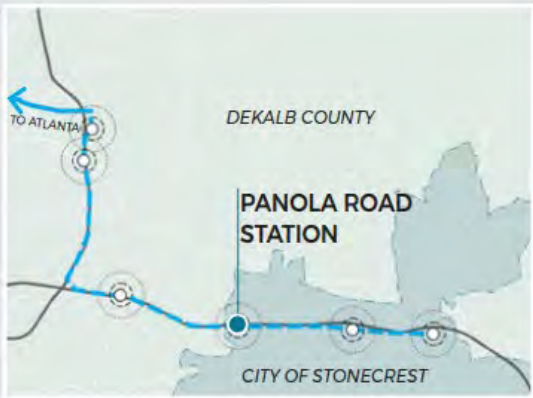 TO ATLANTA
DEKALB COUNTY
PANOLA ROAD
STATION
CITY OF STONECREST